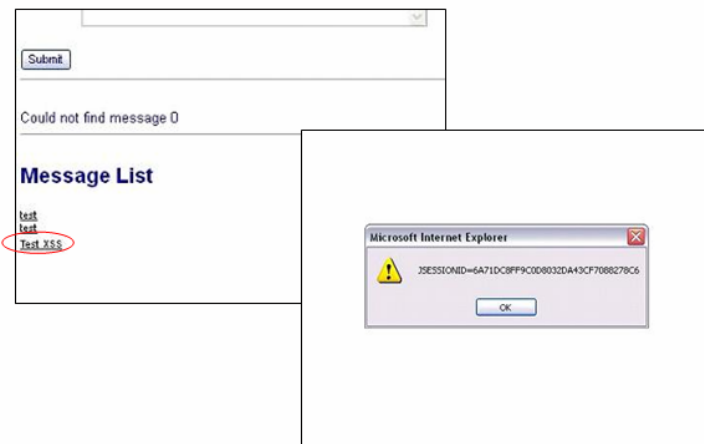 Submit
Could not find message 0
Message List
test
test
Test XSS
Microsoft Internet Explorer
JSESSIONID=6A71DC8FF9C0D8032DA43CF7088278C6
OK